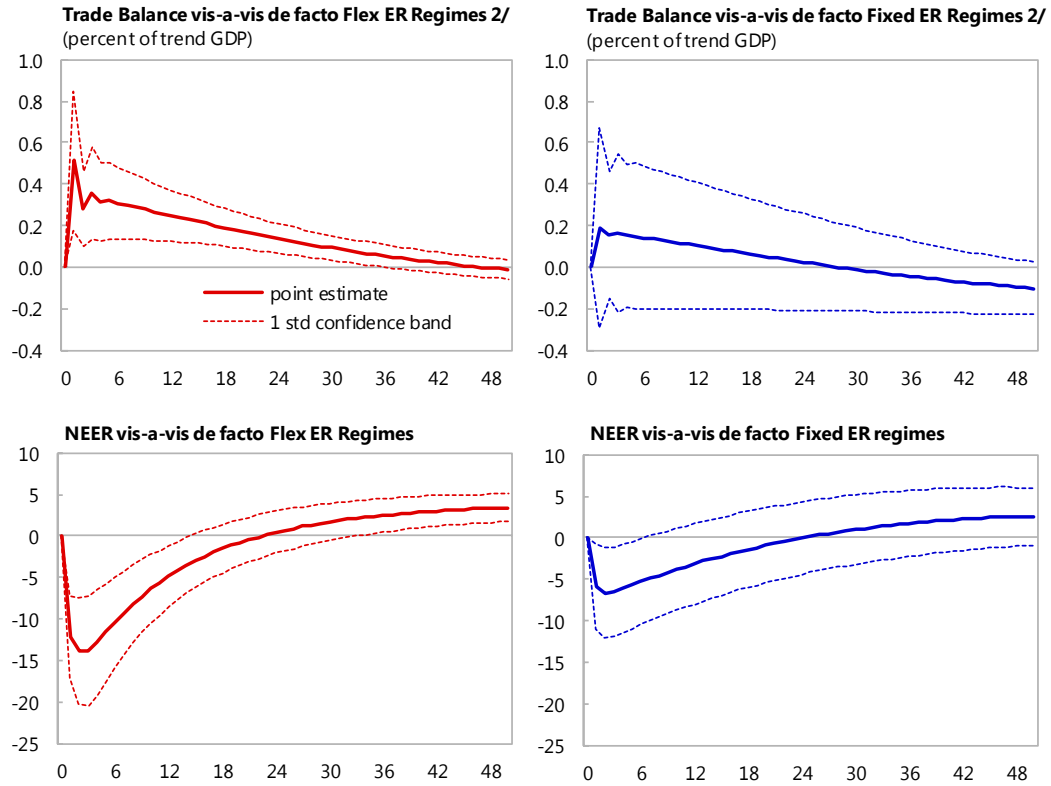 Trade Balance vis-a-vis de facto Flex ER Regimes 2/
(percent of trend GDP)
1.0
0.8
0.6
0.4
0.2
0.0
-0.2
-0.4
point estimate
1 std confidence band
0 6 12 18 24 30 36 42 48
Trade Balance vis-a-vis de facto Fixed ER Regimes 2/
(percent of trend GDP)
1.0
0.8
0.6
0.4
0.2
0.0
-0.2
-0.4
0 6 12 18 24 30 36 42 48
NEER vis-a-vis de facto Flex ER Regimes
10
5
0
-5
-10
-15
-20
-25
0 6 12 18 24 30 36 42 48
NEER vis-a-vis de facto Fixed ER regimes
10
5
0
-5
-10
-15
-20
-25
0 6 12 18 24 30 36 42 48